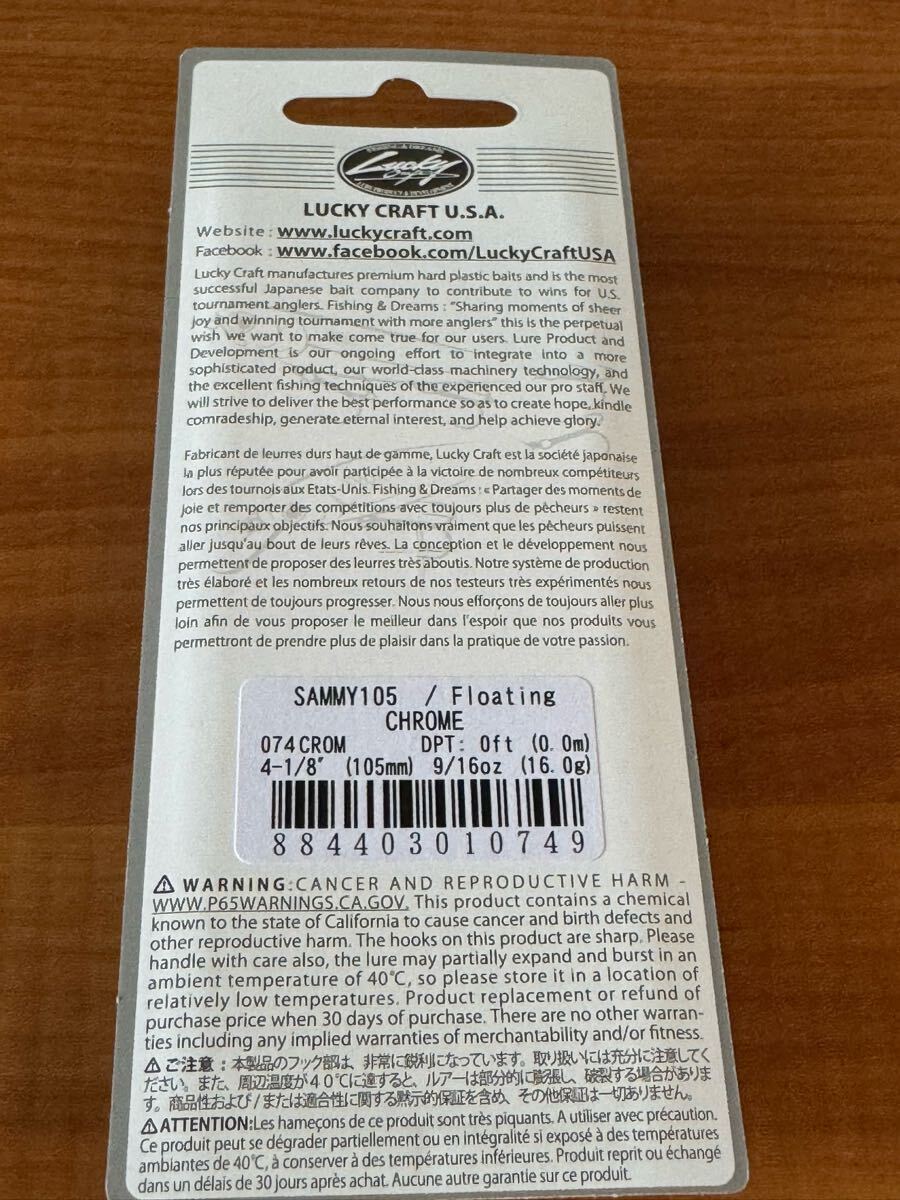 Lucky
Craft
LURE PRODUCT & DEVELOPMENT
LUCKY CRAFT U.S.A.
Website : www.luckycraft.com
Facebook : www.facebook.com/LuckyCraftUSA
Lucky Craft manufactures premium hard plastic baits and is the most
successful Japanese bait company to contribute to wins for U.S.
tournament anglers. Fishing & Dreams : "Sharing moments of sheer
joy and winning tournament with more anglers" this is the perpetual
wish we want to make come true for our users. Lure Product and
Development is our ongoing effort to integrate into a more
sophisticated product, our world-class machinery technology, and
the excellent fishing techniques of the experienced our pro staff. We
will strive to deliver the best performance so as to create hope, kindle
comradeship, generate eternal interest, and help achieve glory.
Fabricant de leurres durs haut de gamme, Lucky Craft est la société japonaise
la plus réputée pour avoir participée à la victoire de nombreux compétiteurs
lors des tournois aux Etats-Unis. Fishing & Dreams : « Partager des moments de
joie et remporter des compétitions avec toujours plus de pêcheurs » restent
nos principaux objectifs. Nous souhaitons vraiment que les pêcheurs puissent
aller jusqu'au bout de leurs rêves. La conception et le développement nous
permettent de proposer des leurres très aboutis. Notre système de production
très élaboré et les nombreux retours de nos testeurs très expérimentés nous
permettent de toujours progresser. Nous nous efforçons de toujours aller plus
loin afin de vous proposer le meilleur dans l'espoir que nos produits vous
permettront de prendre plus de plaisir dans la pratique de votre passion.
SAMMY105 / Floating
CHROME
074CROM DPT: 0ft (0.0m)
4-1/8" (105mm) 9/16oz (16.0g)
884403010749
⚠ WARNING:CANCER AND REPRODUCTIVE HARM -
WWW.P65WARNINGS.CA.GOV. This product contains a chemical
known to the state of California to cause cancer and birth defects and
other reproductive harm. The hooks on this product are sharp. Please
handle with care also, the lure may partially expand and burst in an
ambient temperature of 40℃, so please store it in a location of
relatively low temperatures. Product replacement or refund of
purchase price when 30 days of purchase. There are no other warran-
ties including any implied warranties of merchantability and/or fitness.
⚠ ご注意：本製品のフック部は、非常に鋭利になっています。取り扱いには充分に注意してく
ださい。また、周辺温度が４０℃に達すると、ルアーは部分的に膨張し、破裂する場合がありま
す。商品性および/または適合性に関する黙示的保証を含め、その他保証は一切ありません。
⚠ ATTENTION:Les hameçons de ce produit sont très piquants. A utiliser avec précaution.
Ce produit peut se dégrader partiellement ou en intégralité si exposé à des températures
ambiantes de 40℃, à conserver à des températures inférieures. Produit reprit ou échangé
dans un délais de 30 jours après achat. Aucune autre garantie sur ce produit.